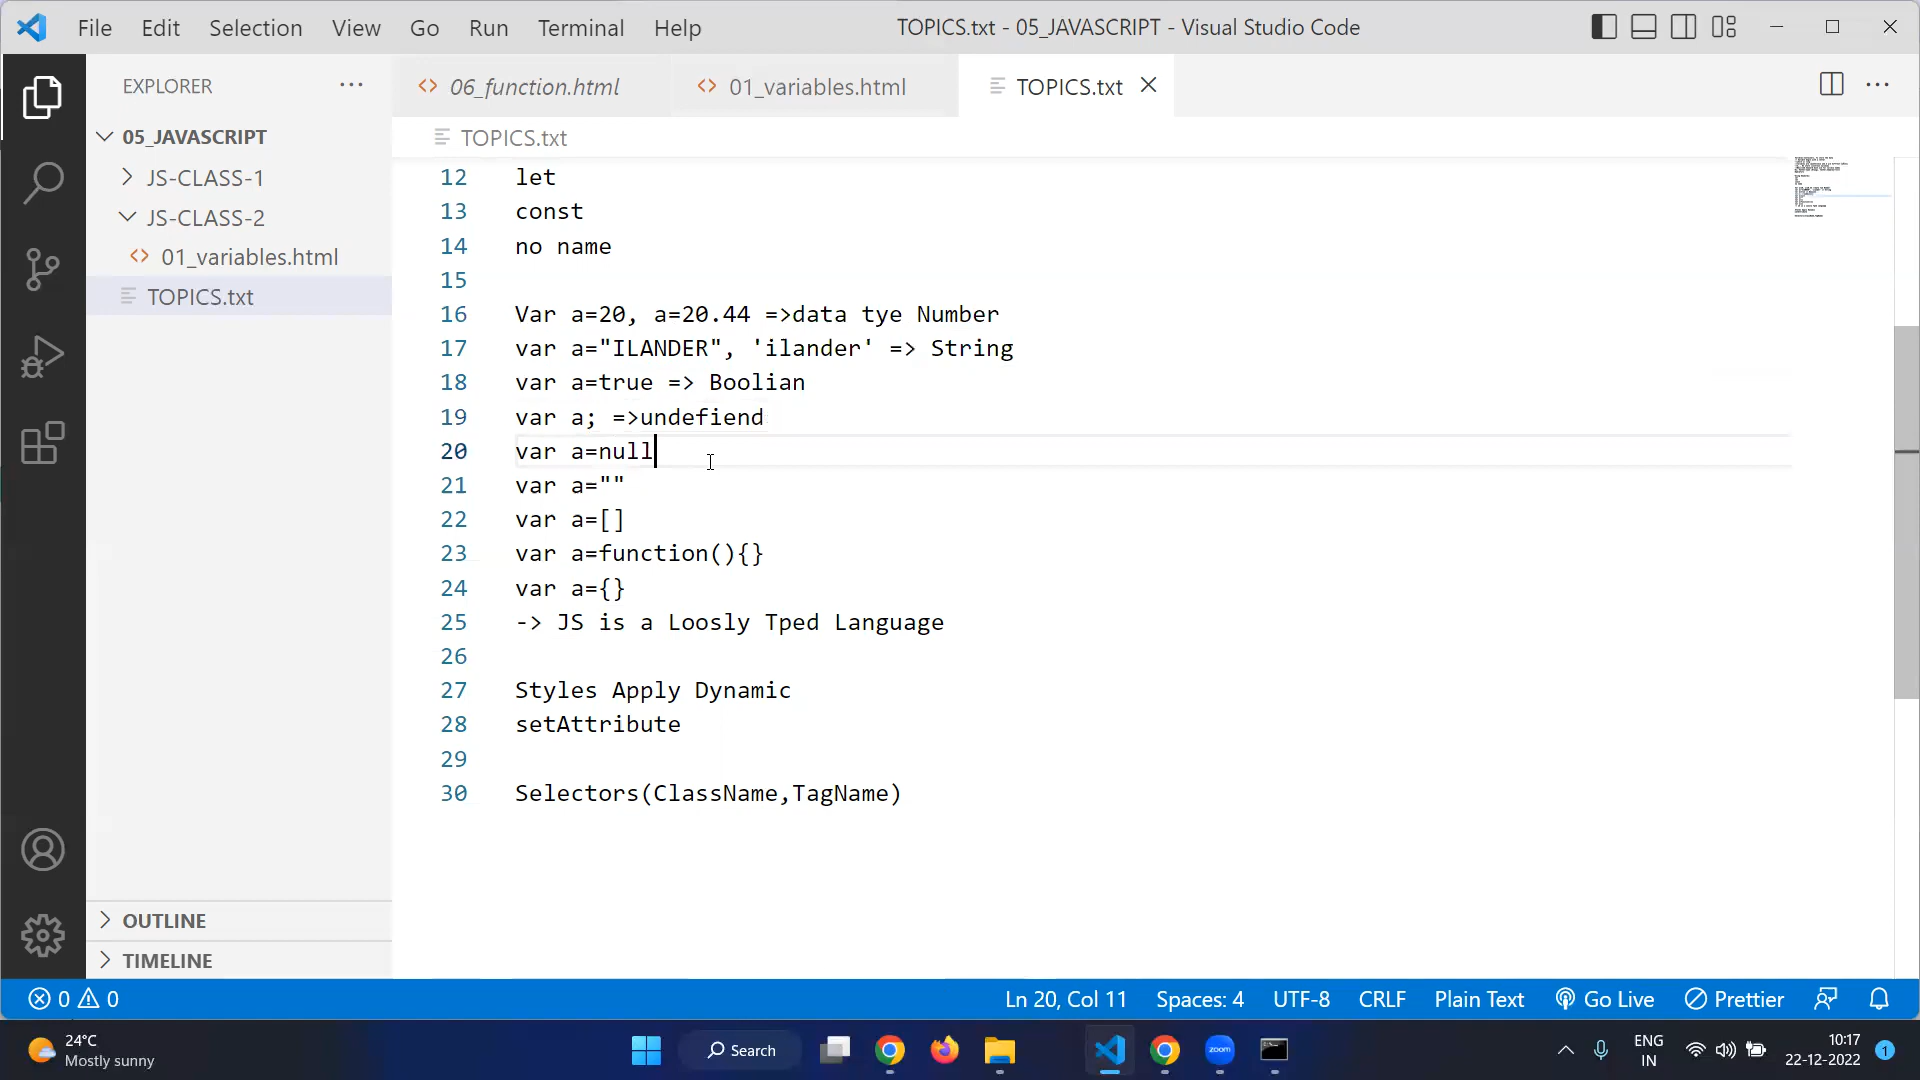 File Edit Selection View Go Run Terminal Help
TOPICS.txt - 05_JAVASCRIPT - Visual Studio Code
EXPLORER
06_function.html
01_variables.html
TOPICS.txt
05_JAVASCRIPT
JS-CLASS-1
JS-CLASS-2
01_variables.html
TOPICS.txt
OUTLINE
TIMELINE
TOPICS.txt
12 let
13 const
14 no name
15
16 Var a=20, a=20.44 =>data tye Number
17 var a="ILANDER", 'ilander' => String
18 var a=true => Boolian
19 var a; =>undefiend
20 var a=null
21 var a=""
22 var a=[]
23 var a=function(){}
24 var a={}
25 -> JS is a Loosly Tped Language
26
27 Styles Apply Dynamic
28 setAttribute
29
30 Selectors(ClassName,TagName)
0 0
Ln 20, Col 11 Spaces: 4 UTF-8 CRLF Plain Text Go Live Prettier
24°C
Mostly sunny
Search
zoom
ENG
IN
10:17
22-12-2022
1